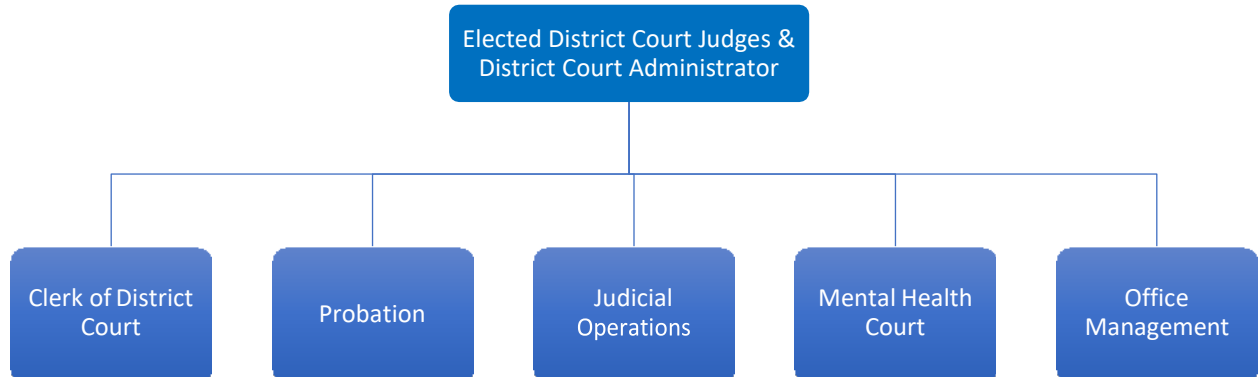 Elected District Court Judges &
District Court Administrator
Clerk of District
Court
Probation
Judicial
Operations
Mental Health
Court
Office
Management